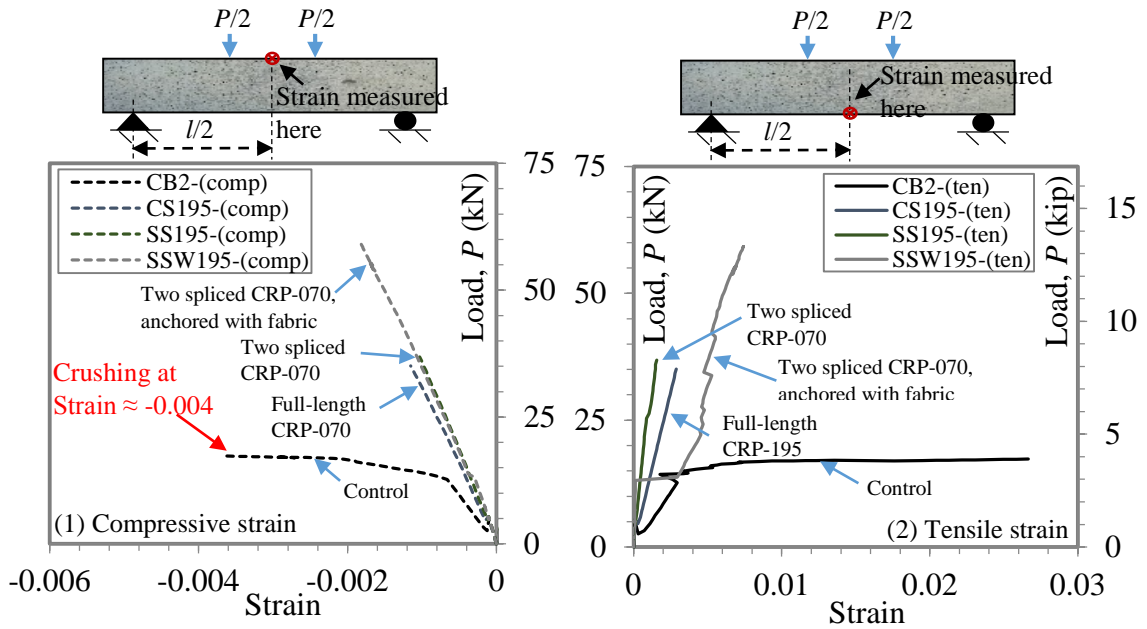 P/2
P/2
Strain measured
here
l/2
CB2-(comp)
CS195-(comp)
SS195-(comp)
SSW195-(comp)
Two spliced CRP-070,
anchored with fabric
Two spliced
CRP-070
Crushing at
Strain ≈ -0.004
Full-length
CRP-070
Control
(1) Compressive strain
75
50
25
0
Load, P (kN)
-0.006
-0.004
-0.002
0
Strain
P/2
P/2
Strain measured
here
l/2
75
50
25
0
Load, P (kN)
CB2-(ten)
CS195-(ten)
SS195-(ten)
SSW195-(ten)
Two spliced
CRP-070
Two spliced CRP-070,
anchored with fabric
Full-length
CRP-195
Control
(2) Tensile strain
Load, P (kip)
15
10
5
0
0
0.01
0.02
0.03
Strain